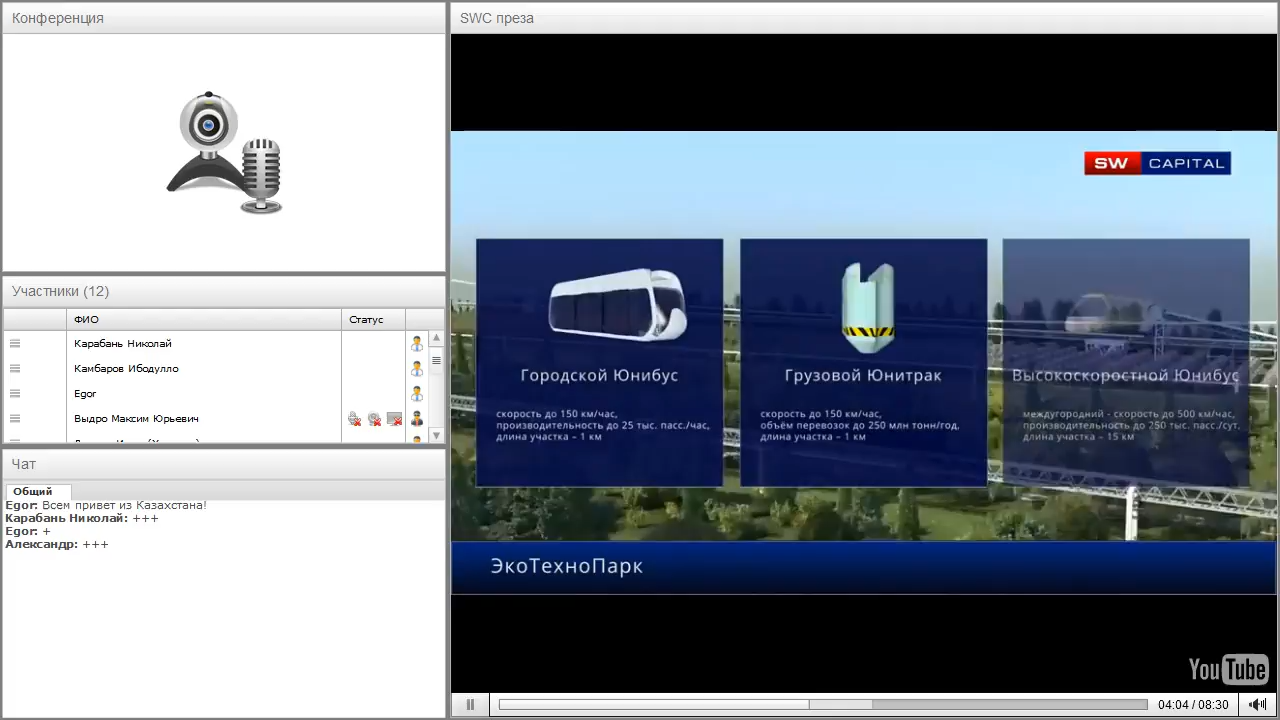 Конференция
Участники (12)
ФИО
Статус
Карабань Николай
Камбаров Ибодулло
Egor
Выдро Максим Юрьевич
Чат
Общий
Egor: Всем привет из Казахстана!
Карабань Николай: +++
Egor: +
Александр: +++
SWC преза
SW CAPITAL
Городской Юнибус
скорость до 150 км/час,
производительность до 25 тыс. пасс./час,
длина участка – 1 км
Грузовой Юнитрак
скорость до 150 км/час,
объём перевозок до 250 млн тонн/год,
длина участка – 1 км
Высокоскоростной Юнибус
междугородний - скорость до 500 км/час,
производительность до 250 тыс. пасс./сут.
длина участка – 15 км
ЭкоТехноПарк
YouTube
04:04 / 08:30